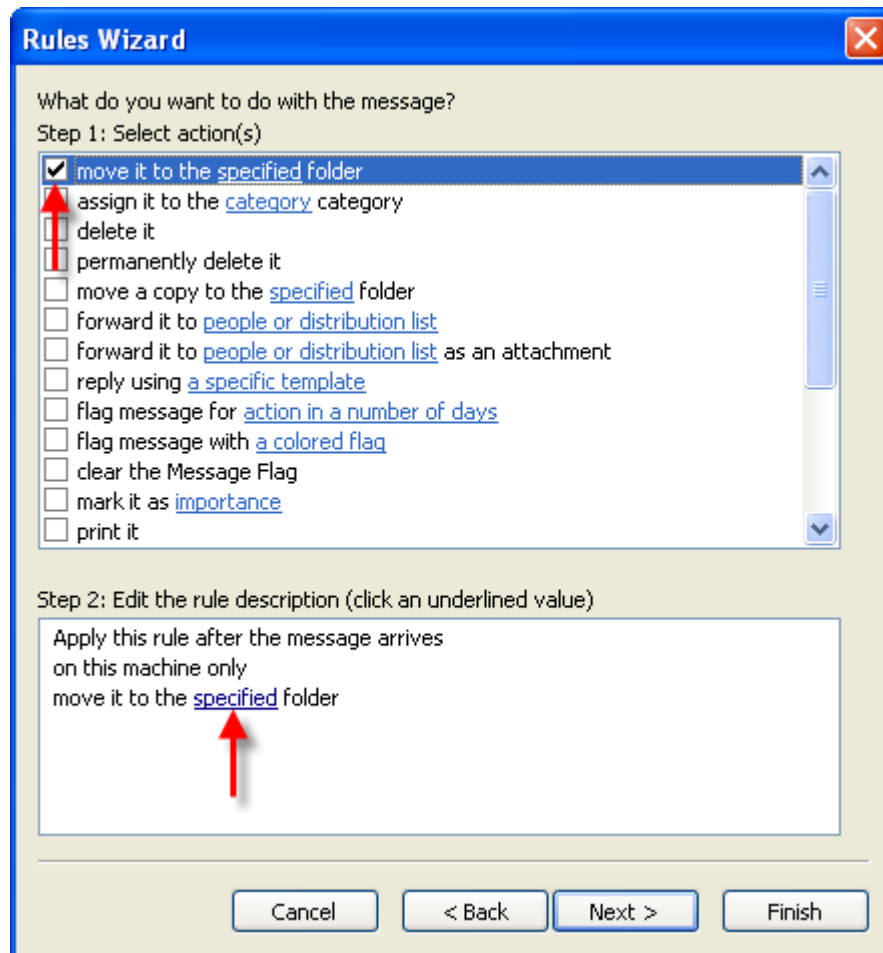 Rules Wizard
What do you want to do with the message?
Step 1: Select action(s)
move it to the specified folder
assign it to the category category
delete it
permanently delete it
move a copy to the specified folder
forward it to people or distribution list
forward it to people or distribution list as an attachment
reply using a specific template
flag message for action in a number of days
flag message with a colored flag
clear the Message Flag
mark it as importance
print it
Step 2: Edit the rule description (click an underlined value)
Apply this rule after the message arrives
on this machine only
move it to the specified folder
Cancel < Back Next > Finish